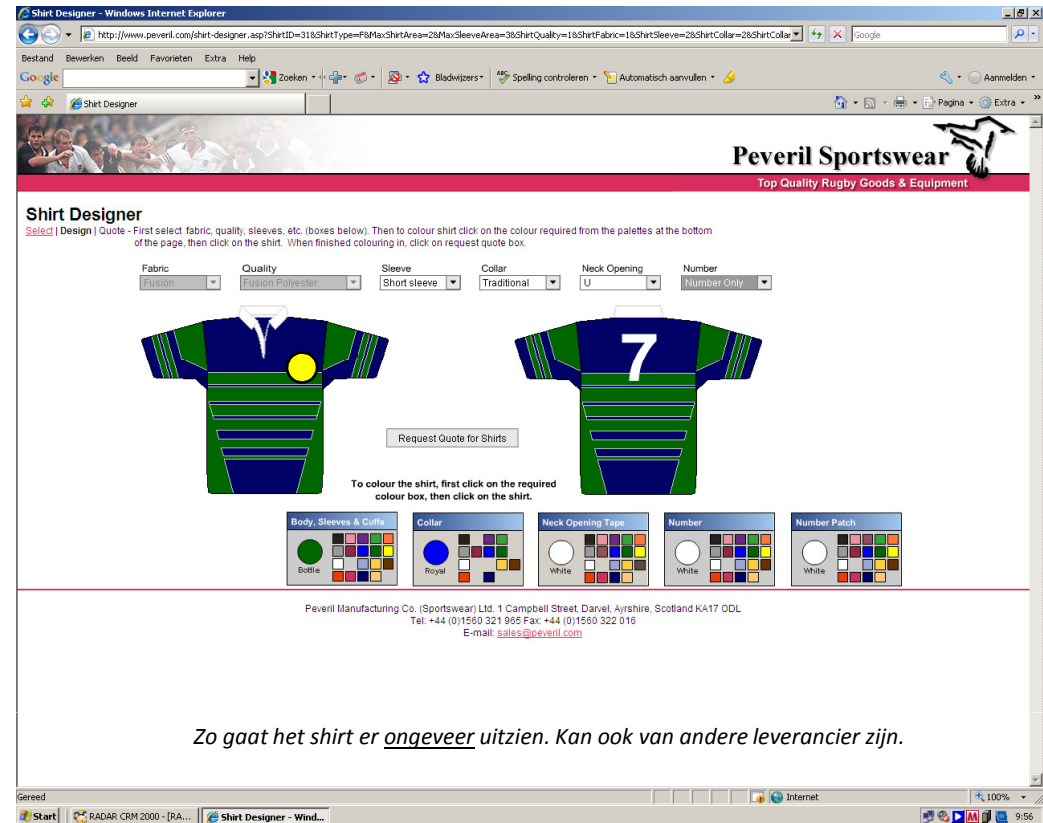 Shirt Designer - Windows Internet Explorer
http://www.peveril.com/shirt-designer.asp?ShirtID=31&ShirtType=F&MaxShirtArea=2&MaxSleeveArea=3&ShirtQuality=1&ShirtFabric=1&ShirtSleeve=2&ShirtCollar=2&ShirtCollar
Google
Bestand Bewerken Beeld Favorieten Extra Help
Google Zoeken Bladwijzers Spelling controleren Automatisch aanvullen Aanmelden
Shirt Designer Pagina Extra
Peveril Sportswear
Top Quality Rugby Goods & Equipment
Shirt Designer
Select | Design | Quote - First select fabric, quality, sleeves, etc. (boxes below). Then to colour shirt click on the colour required from the palettes at the bottom
of the page, then click on the shirt. When finished colouring in, click on request quote box.
Fabric Quality Sleeve Collar Neck Opening Number
Fusion Fusion Polyester Short sleeve Traditional U Number Only
7
Request Quote for Shirts
To colour the shirt, first click on the required
colour box, then click on the shirt.
Body, Sleeves & Cuffs Collar Neck Opening Tape Number Number Patch
Bottle Royal White White White
Peveril Manufacturing Co. (Sportswear) Ltd. 1 Campbell Street, Darvel, Ayrshire, Scotland KA17 ODL
Tel: +44 (0)1560 321 965 Fax: +44 (0)1560 322 016
E-mail: sales@peveril.com
Zo gaat het shirt er ongeveer uitzien. Kan ook van andere leverancier zijn.
Gereed Internet 100%
Start RADAR CRM 2000 - [RA... Shirt Designer - Wind... 9:56